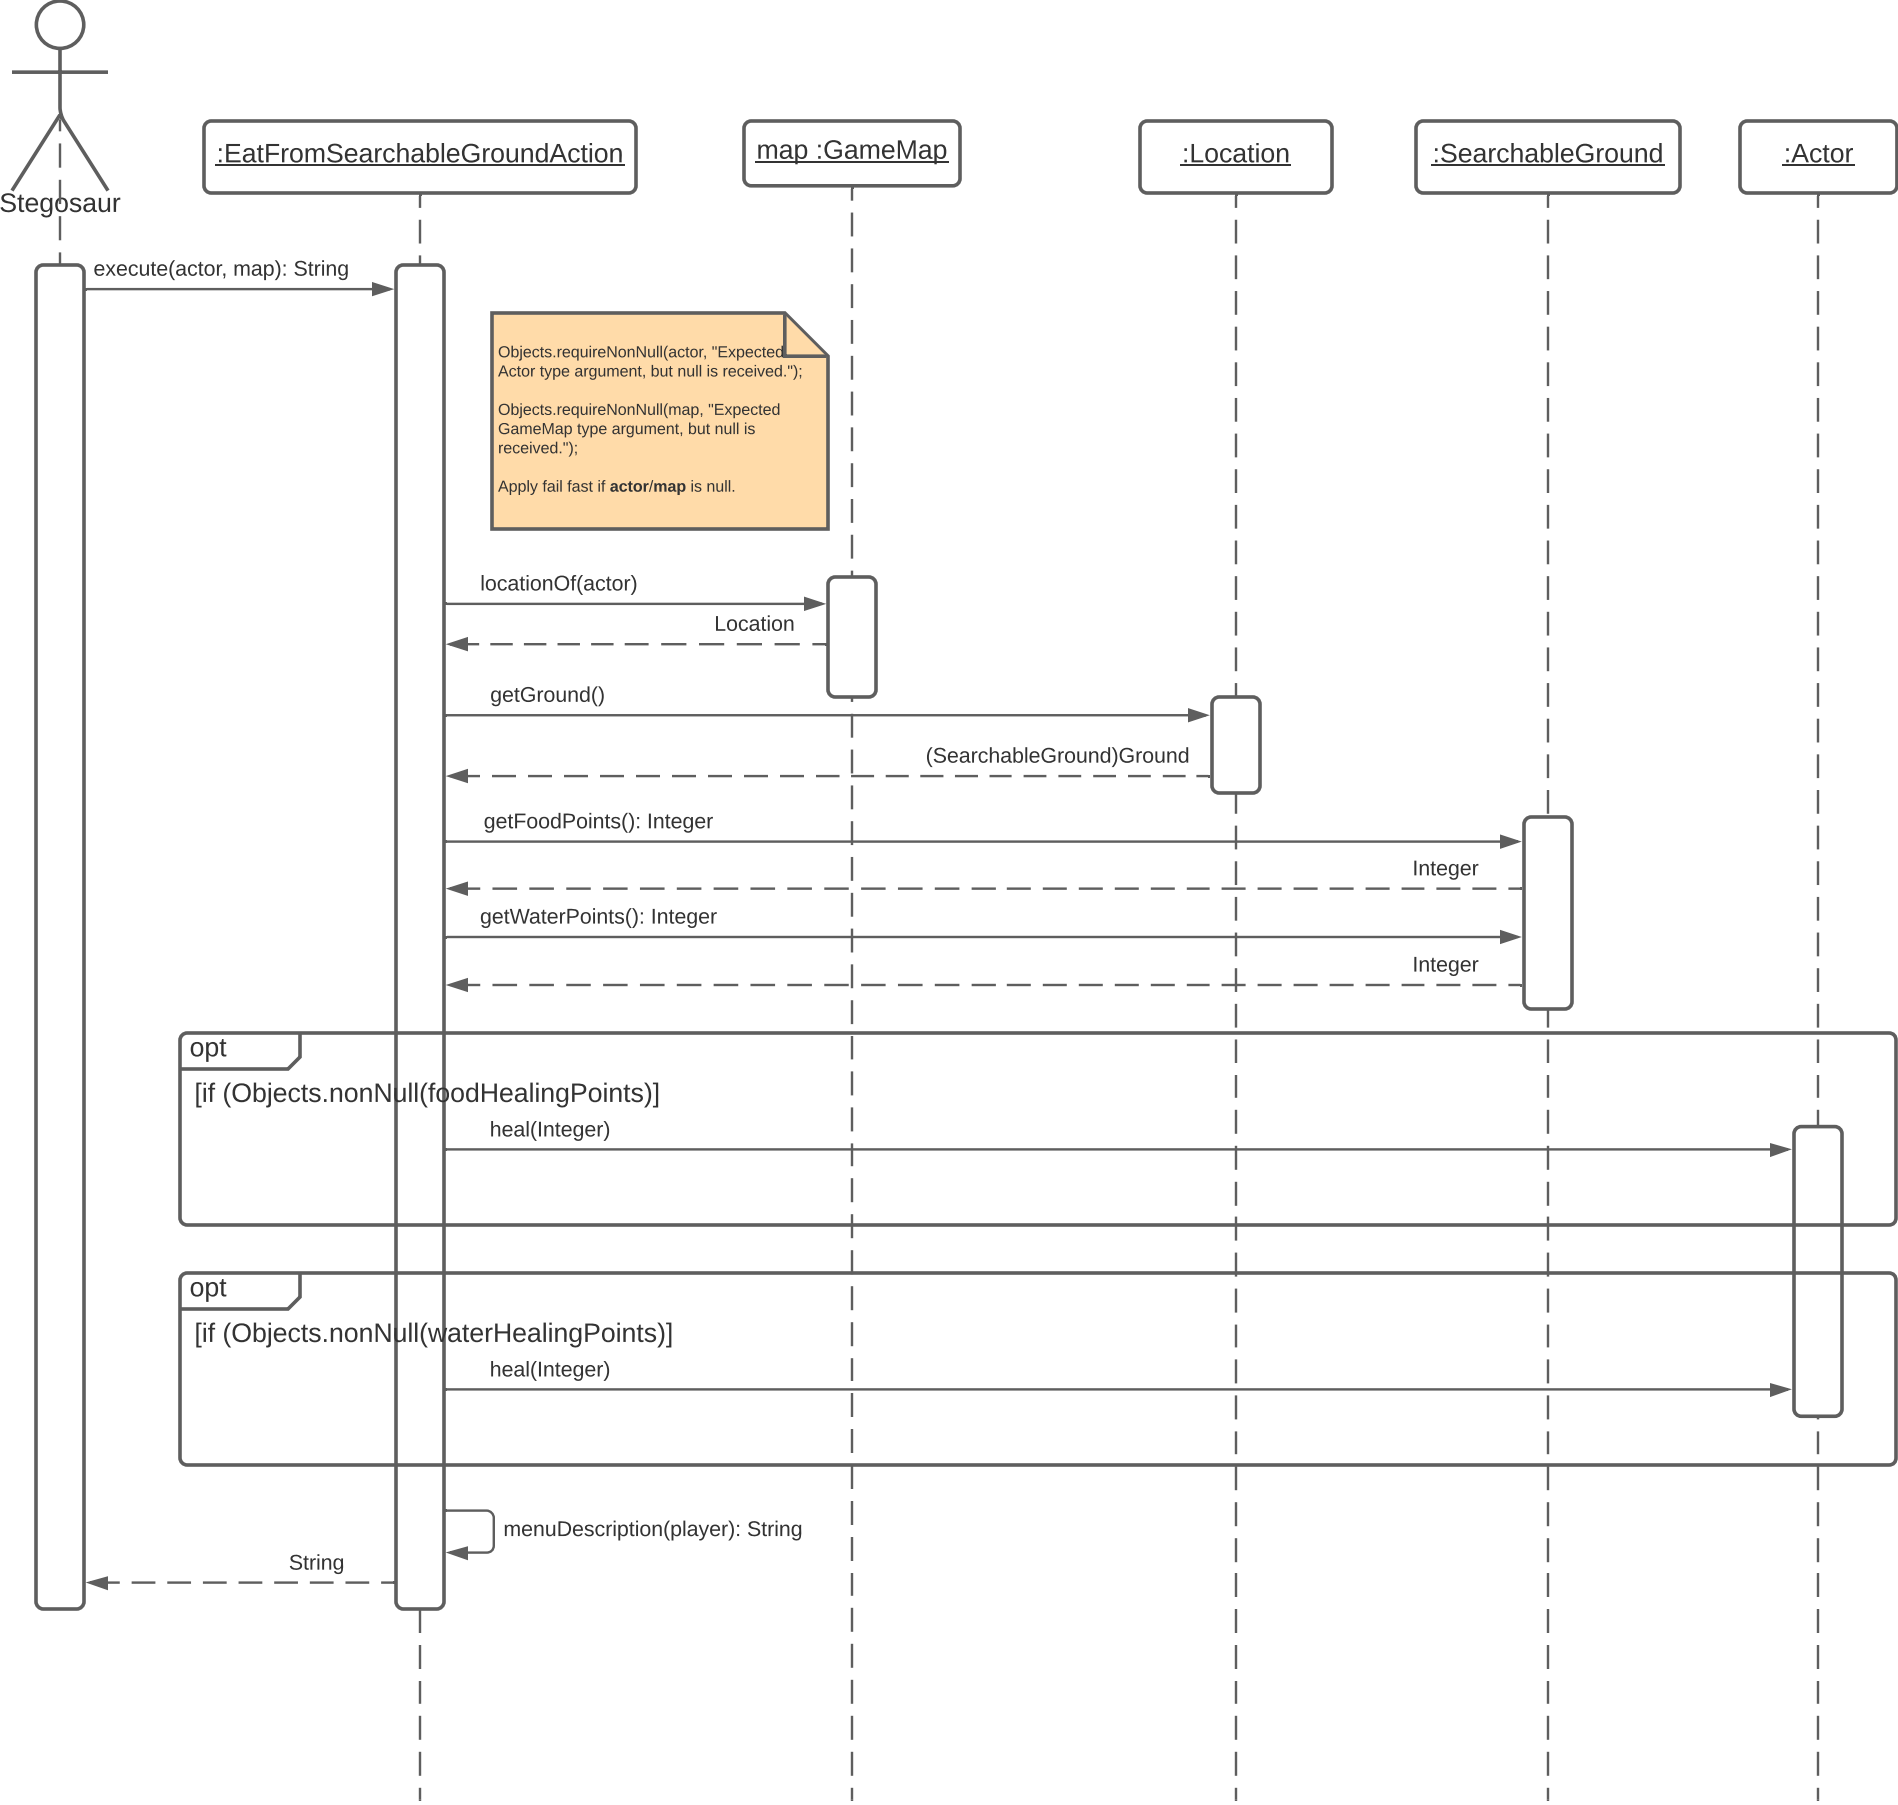 Stegosaur
:EatFromSearchableGroundAction
map :GameMap
:Location
:SearchableGround
:Actor
execute(actor, map): String
Objects.requireNonNull(actor, "Expected
Actor type argument, but null is received.");
Objects.requireNonNull(map, "Expected
GameMap type argument, but null is
received.");
Apply fail fast if actor/map is null.
locationOf(actor)
Location
getGround()
(SearchableGround)Ground
getFoodPoints(): Integer
Integer
getWaterPoints(): Integer
Integer
opt
[if (Objects.nonNull(foodHealingPoints)]
heal(Integer)
opt
[if (Objects.nonNull(waterHealingPoints)]
heal(Integer)
menuDescription(player): String
String